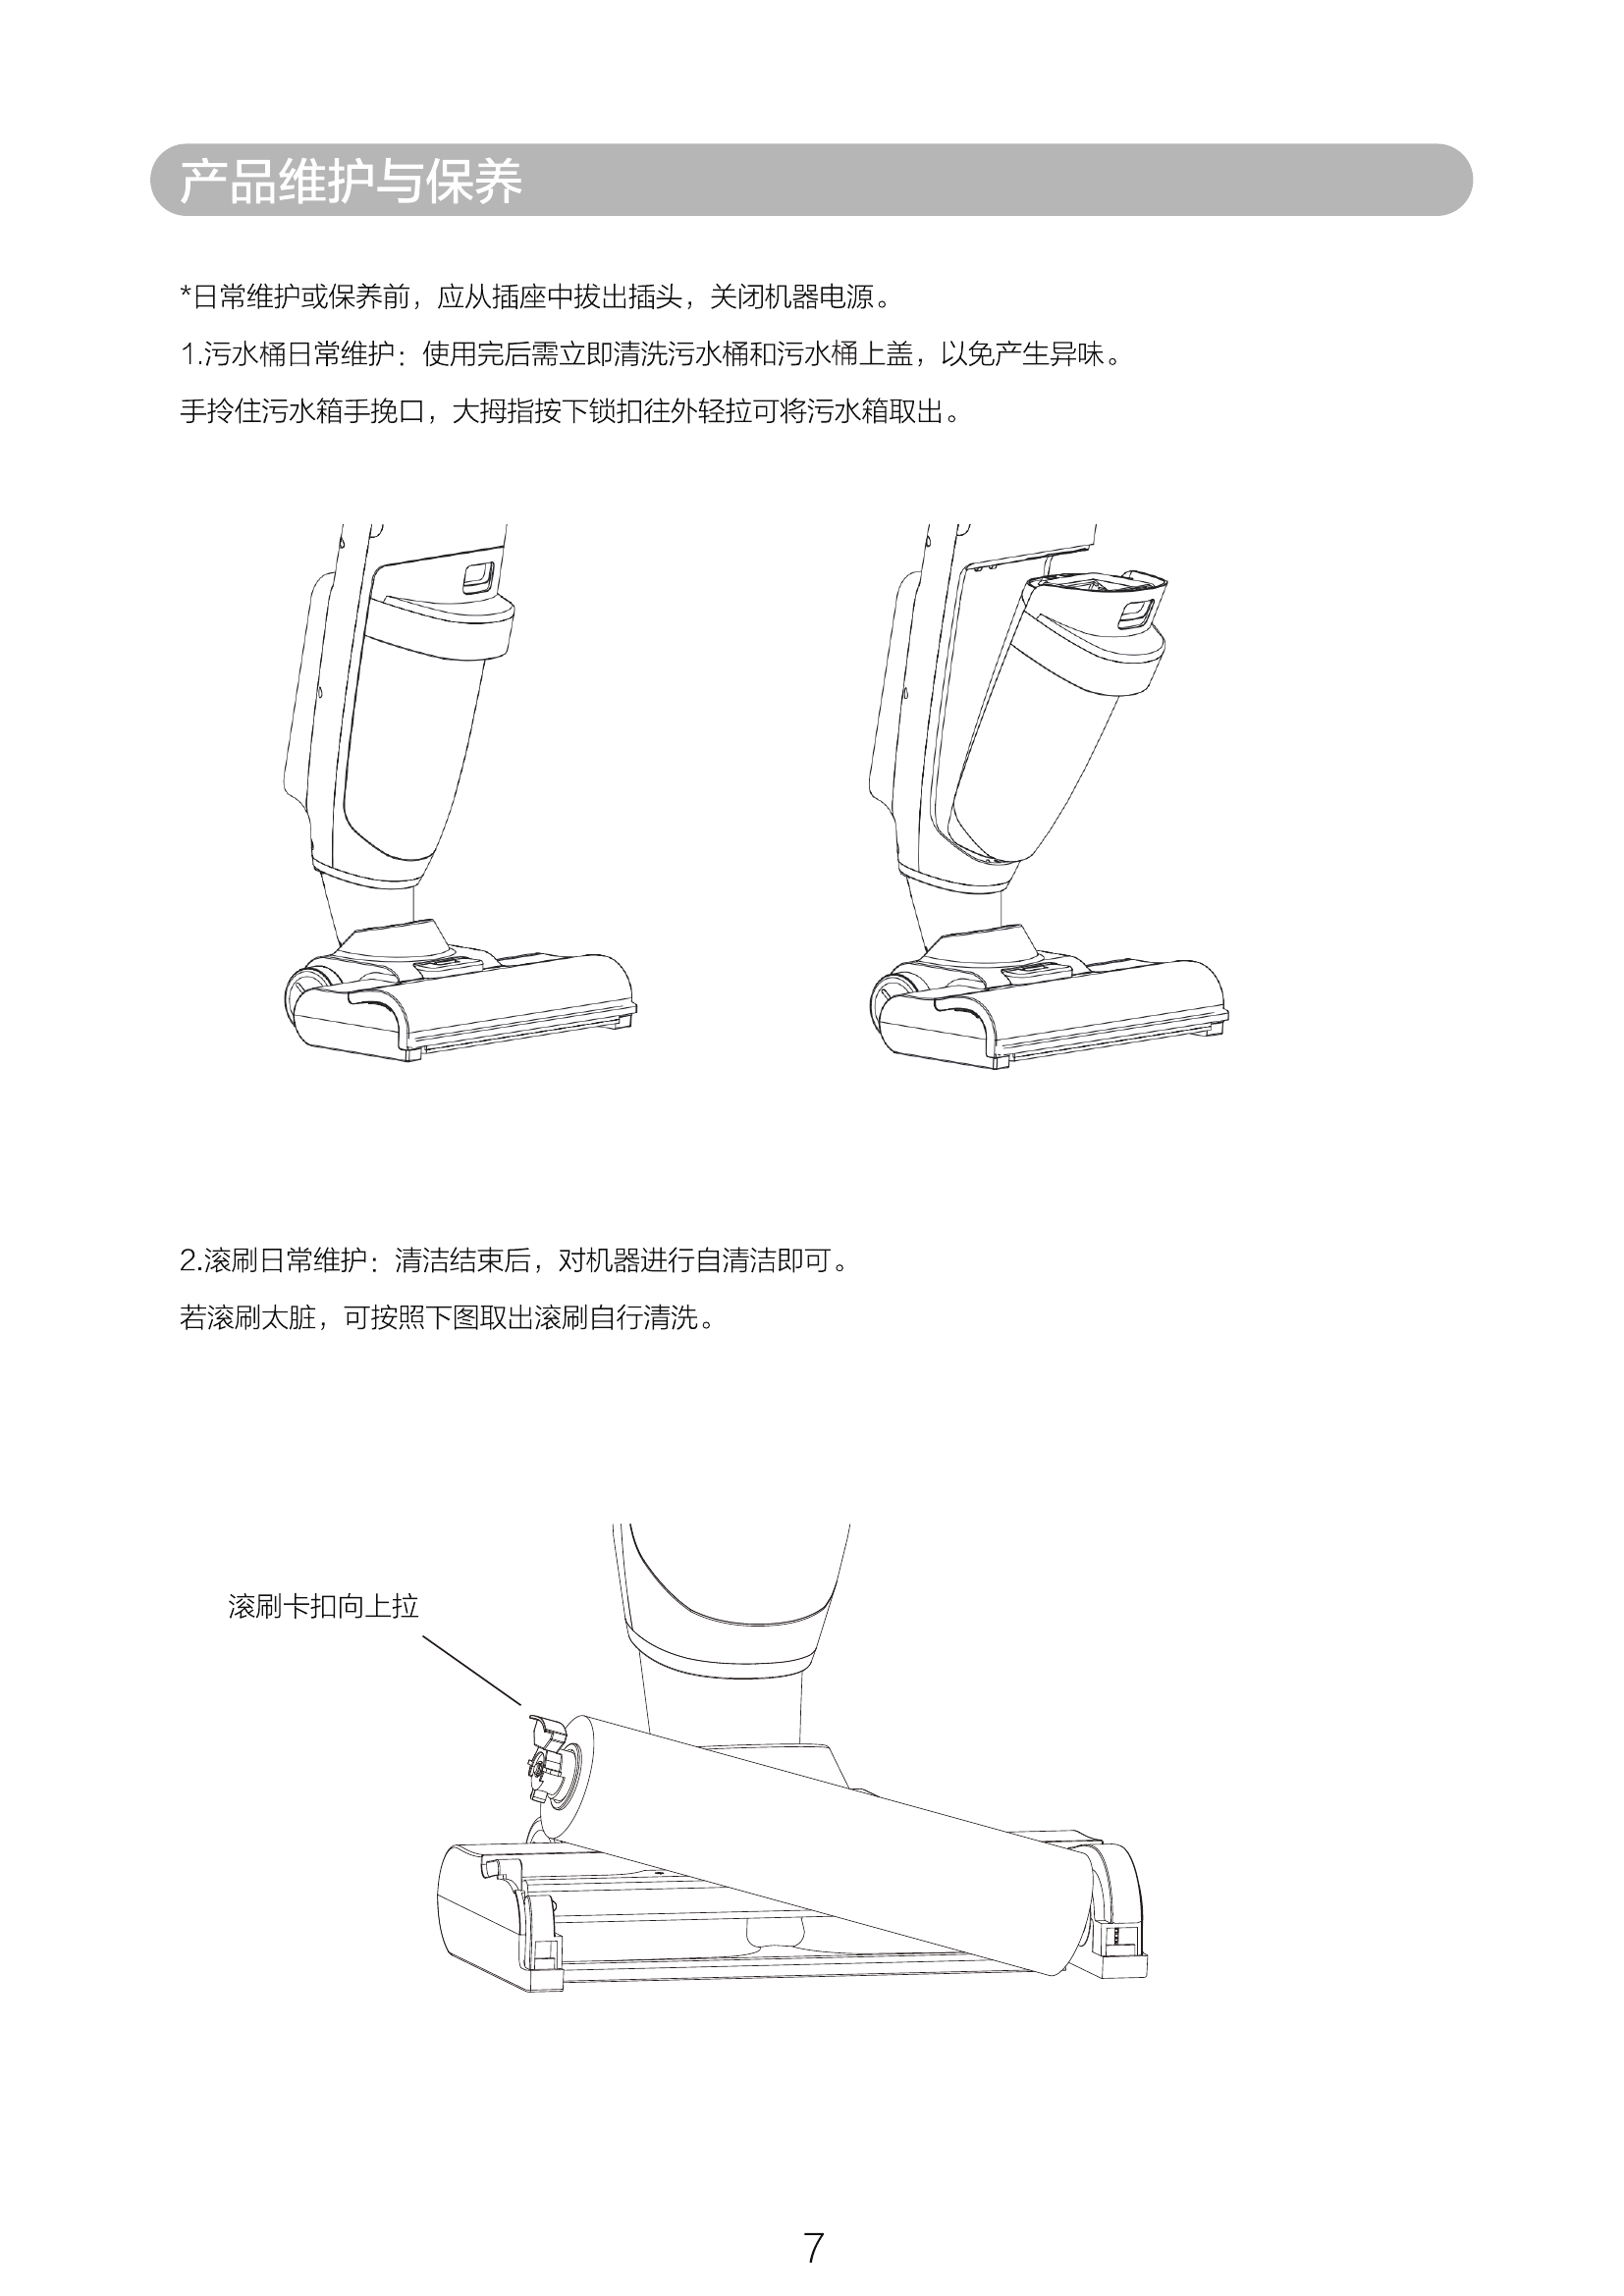 产品维护与保养
*日常维护或保养前，应从插座中拔出插头，关闭机器电源。
1.污水桶日常维护：使用完后需立即清洗污水桶和污水桶上盖，以免产生异味。
手拎住污水箱手挽口，大拇指按下锁扣往外轻拉可将污水箱取出。
2.滚刷日常维护：清洁结束后，对机器进行自清洁即可。
若滚刷太脏，可按照下图取出滚刷自行清洗。
滚刷卡扣向上拉
7